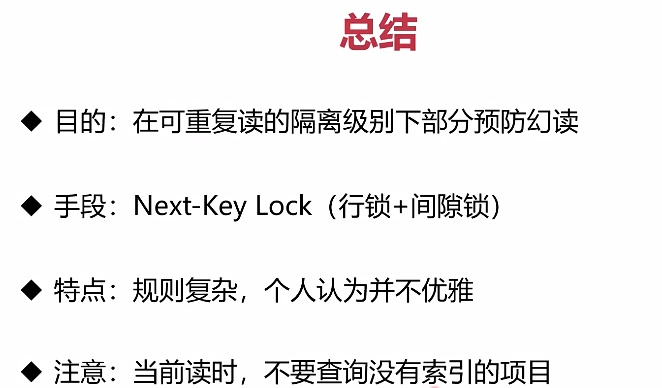 总结
◆ 目的：在可重复读的隔离级别下部分预防幻读
◆ 手段：Next-Key Lock（行锁+间隙锁）
◆ 特点：规则复杂，个人认为并不优雅
◆ 注意：当前读时，不要查询没有索引的项目